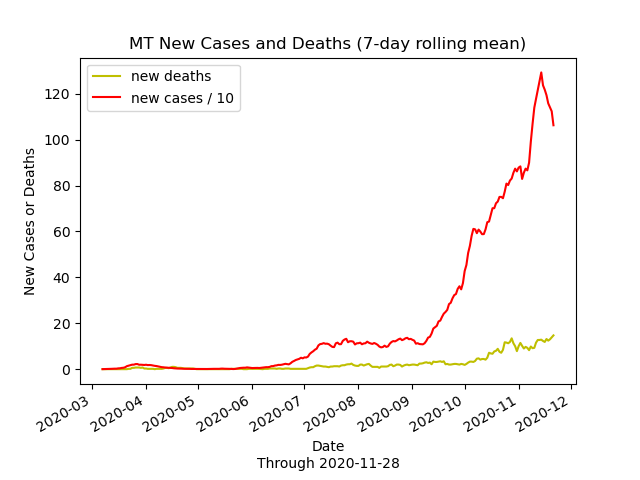 MT New Cases and Deaths (7-day rolling mean)
new deaths
new cases / 10
New Cases or Deaths
120
100
80
60
40
20
0
2020-03
2020-04
2020-05
2020-06
2020-07
2020-08
2020-09
2020-10
2020-11
2020-12
Date
Through 2020-11-28